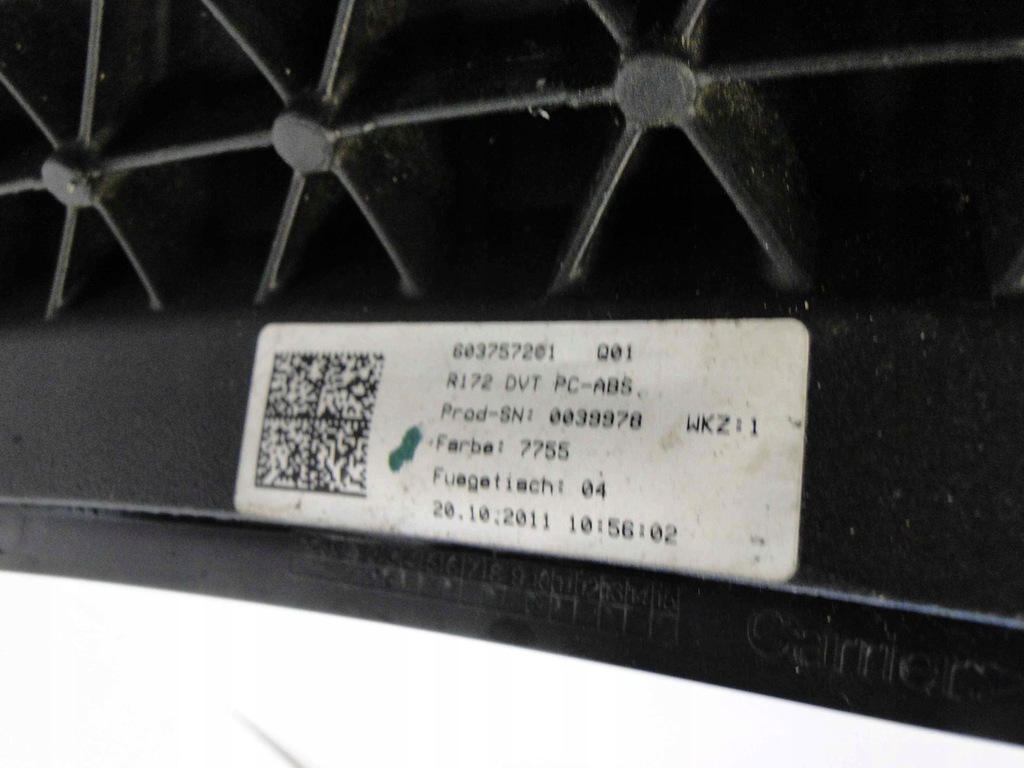 603757201 Q01
R172 DVT PC-ABS
Prod-SN: 0039978 WKZ:1
Farbe: 7755
Fuegetisch: 04
20.10.2011 10:56:02
Carrier